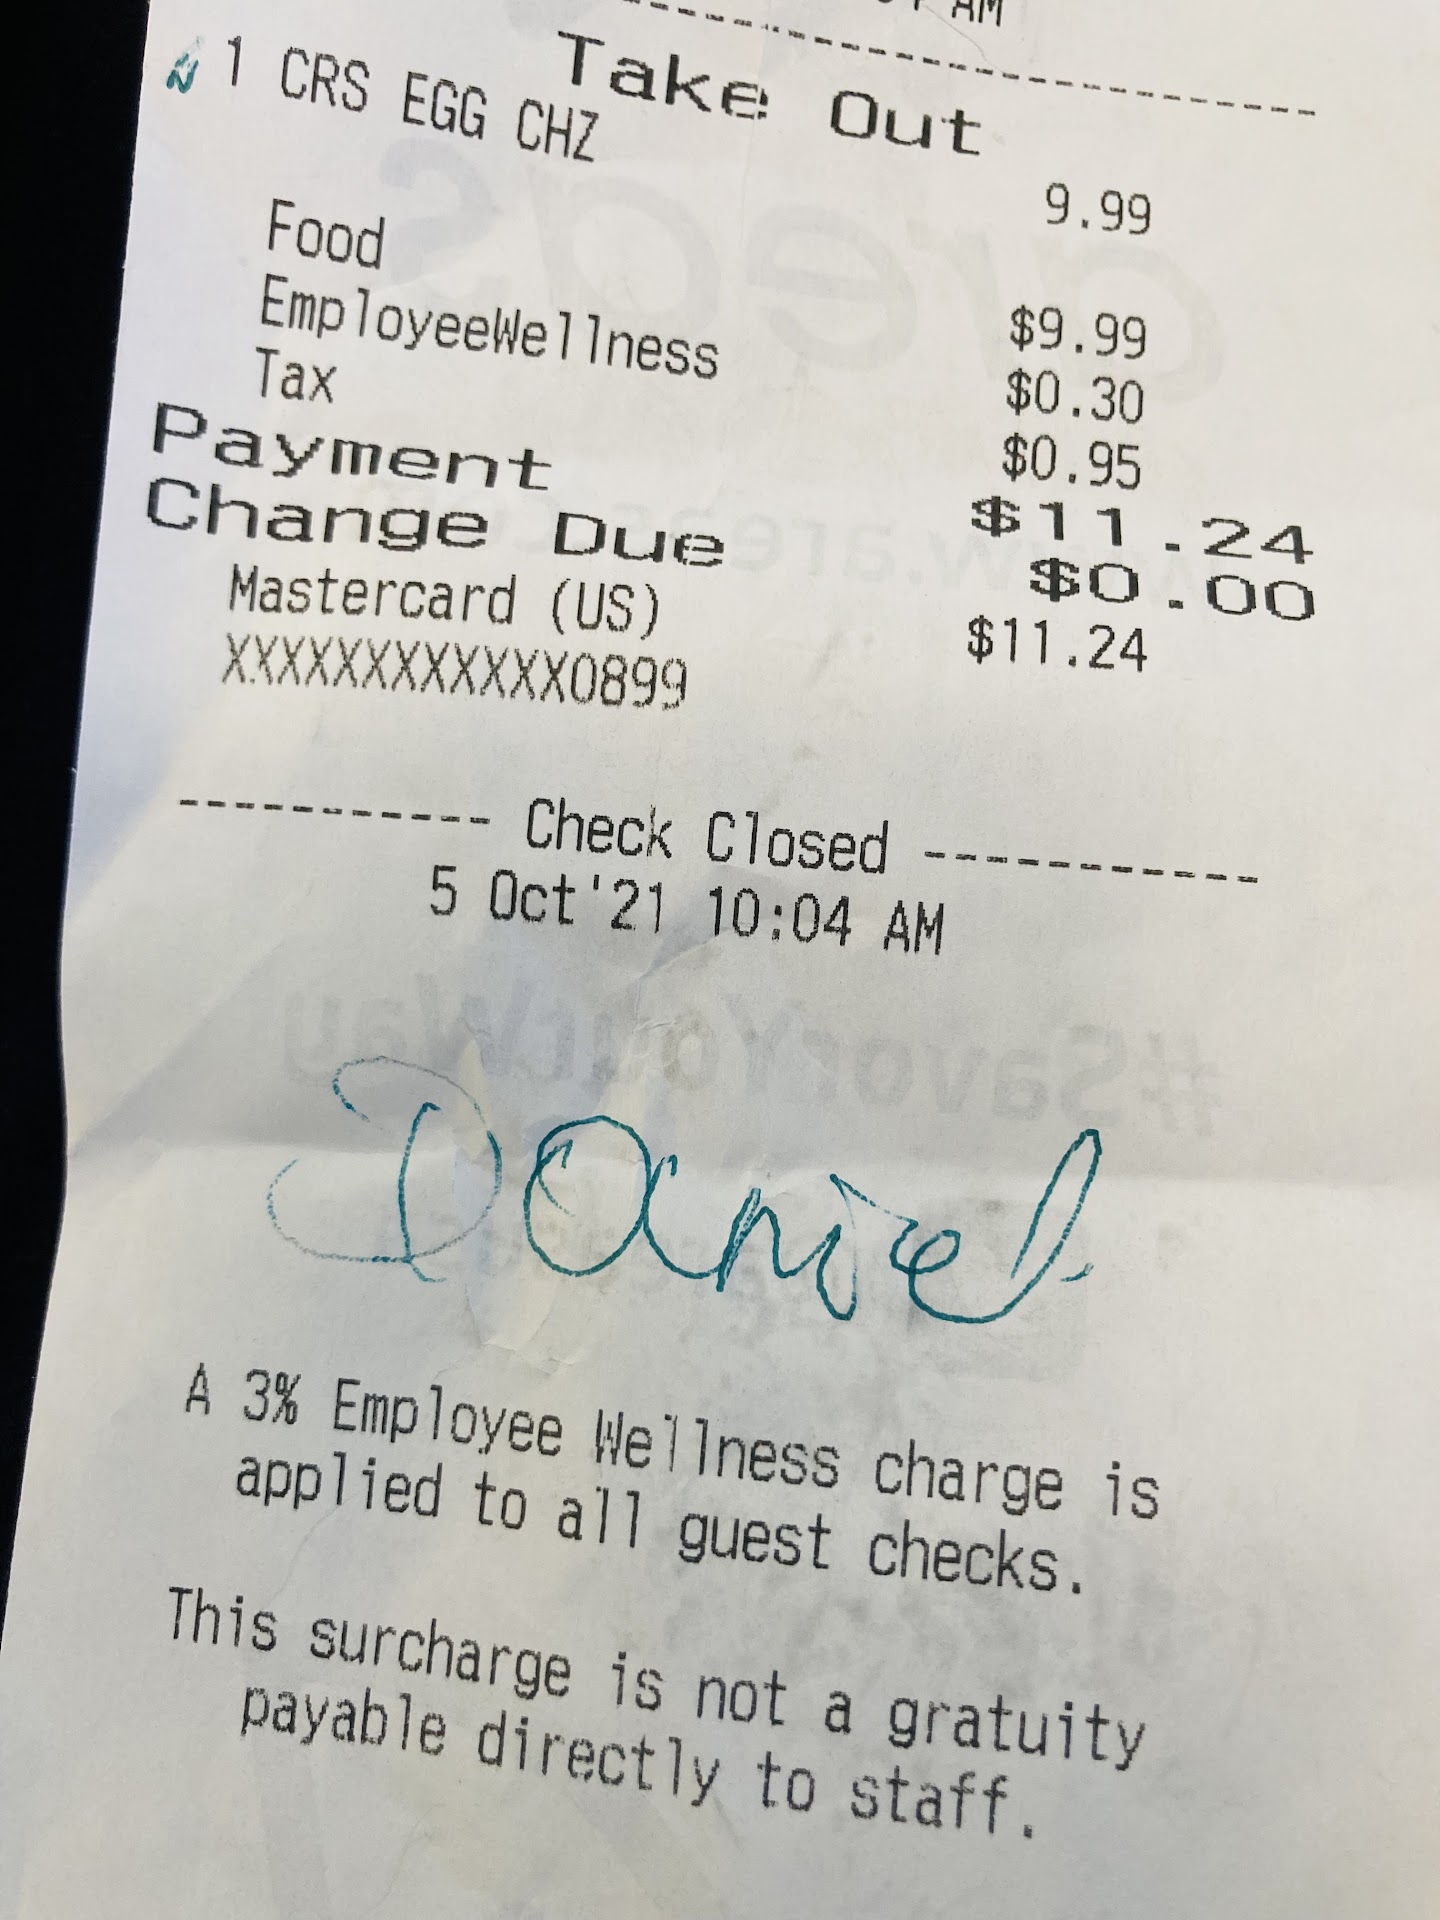 AM
Take Out
1 CRS EGG CHZ 9.99
Food $9.99
EmployeeWellness $0.30
Tax $0.95
Payment $11.24
Change Due $0.00
Mastercard (US) $11.24
XXXXXXXXXXXX0899
----------- Check Closed ------------
5 Oct'21 10:04 AM
#SavorYourWay
Daniel
A 3% Employee Wellness charge is
applied to all guest checks.
This surcharge is not a gratuity
payable directly to staff.